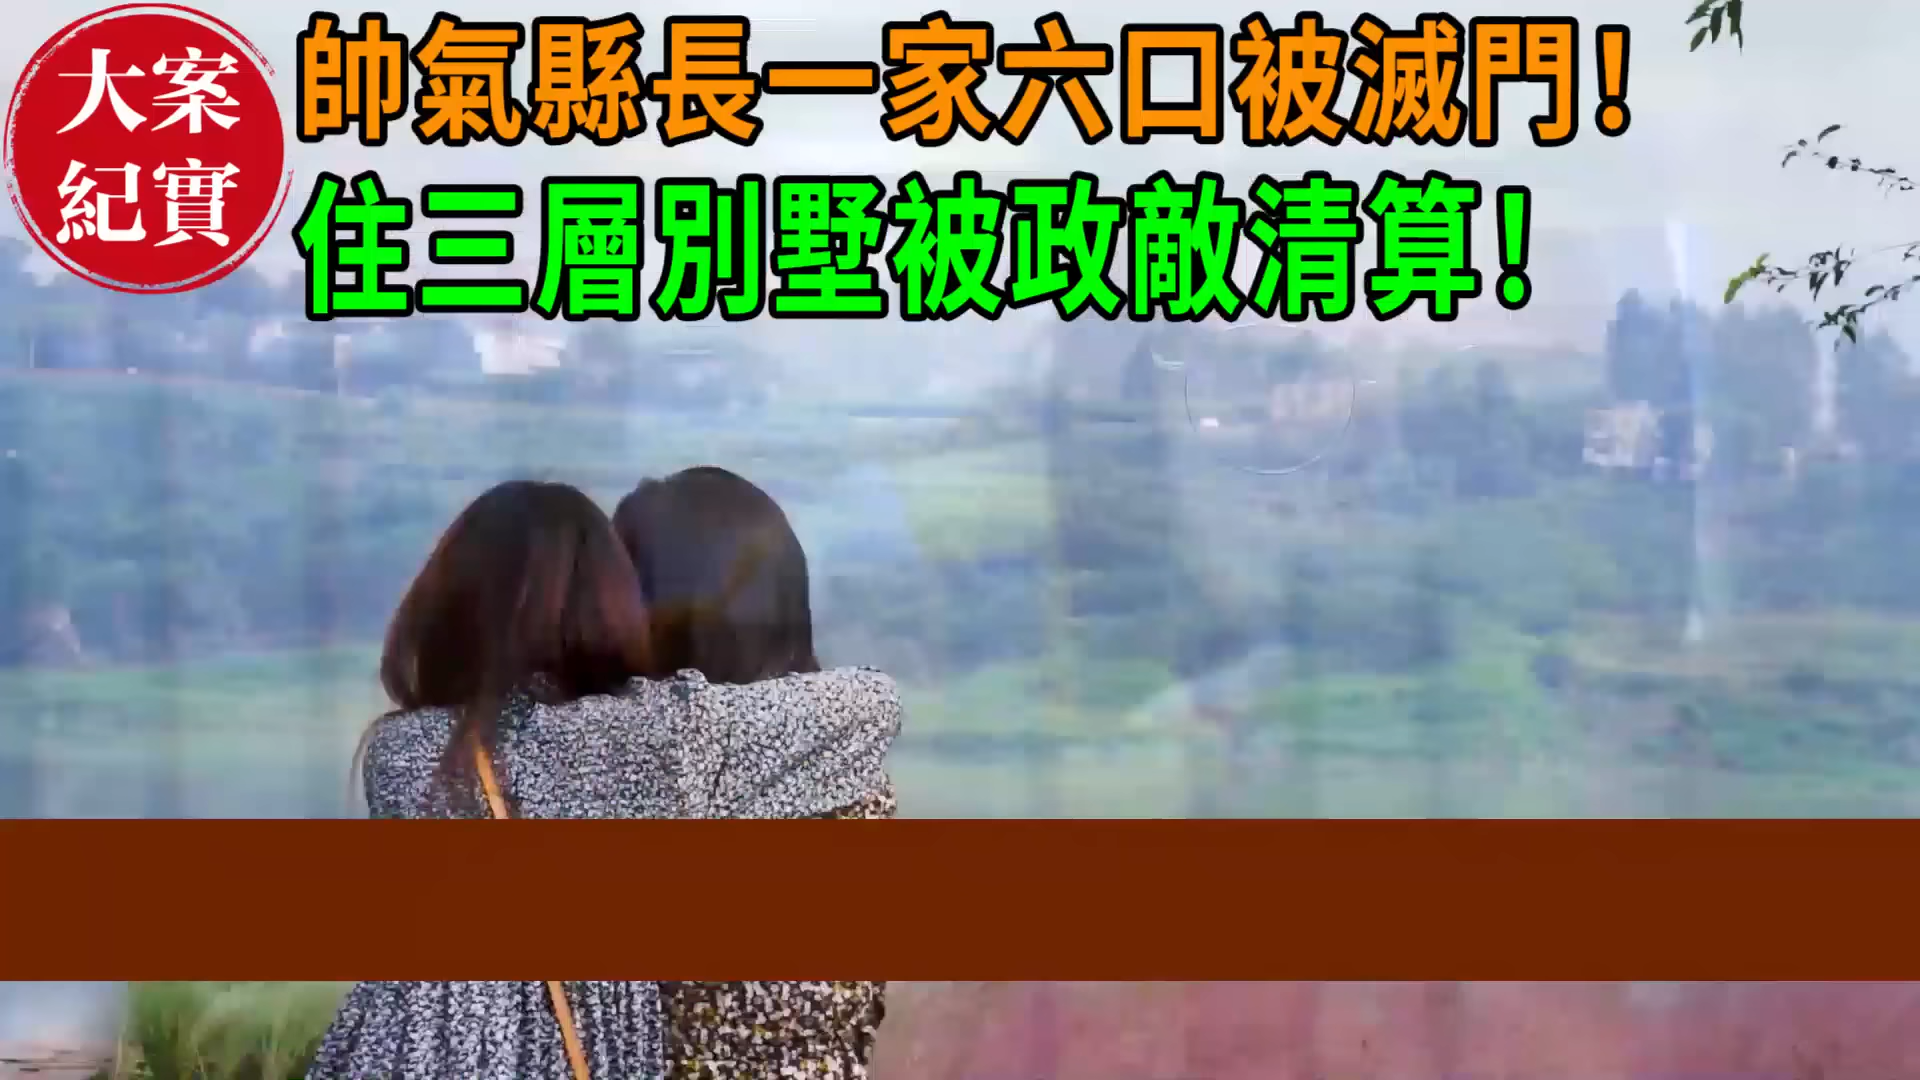 大案
紀實
帥氣縣長一家六口被滅門！
住三層別墅被政敵清算！